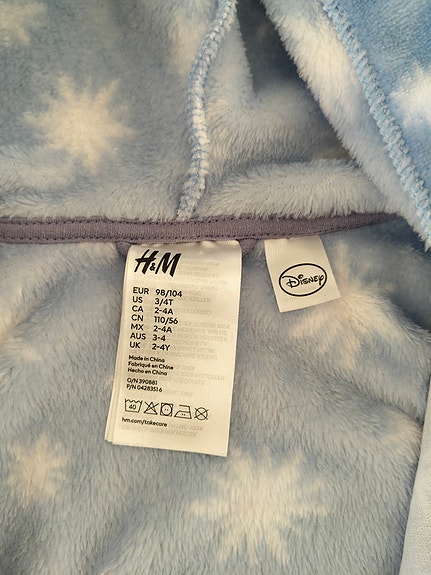 H&M
EUR 98/104
US 3/4T
CA 2-4A
CN 110/56
MX 2-4A
AUS 3-4
UK 2-4Y
Made in China
Fabriqué en Chine
Hecho en China
O/N 390881
P/N 04283516
40
hm.com/takecare
Disney